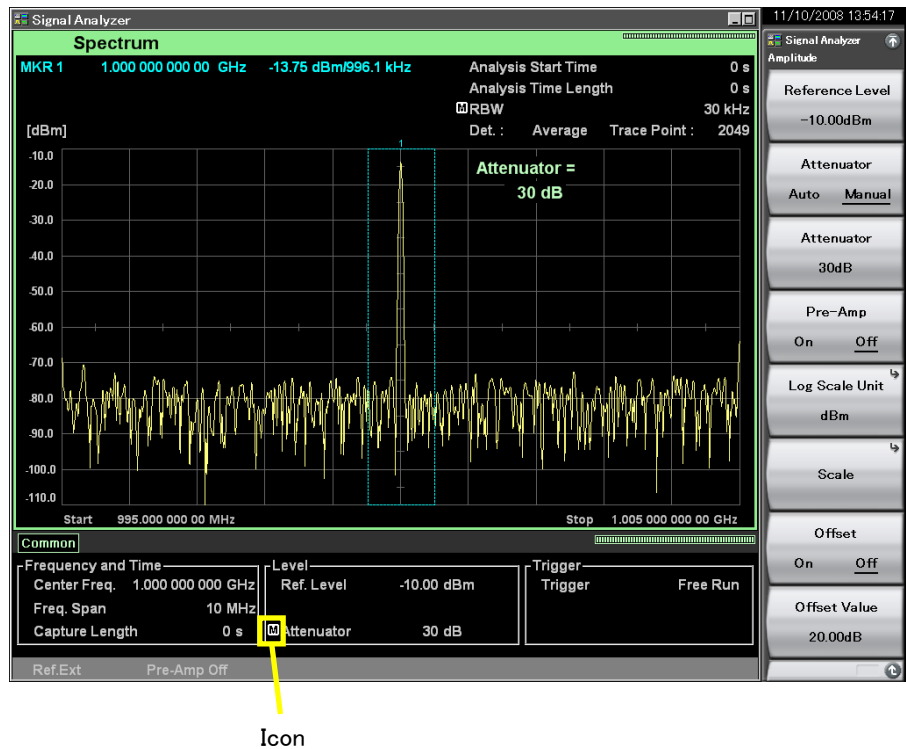 Signal Analyzer
11/10/2008 13:54:17
Spectrum
MKR 1 1.000 000 000 00 GHz -13.75 dBm/996.1 kHz
Analysis Start Time 0 s
Analysis Time Length 0 s
M RBW 30 kHz
[dBm]
Det. : Average Trace Point : 2049
1
Attenuator =
30 dB
-10.0
-20.0
-30.0
-40.0
-50.0
-60.0
-70.0
-80.0
-90.0
-100.0
-110.0
Start 995.000 000 00 MHz
Stop 1.005 000 000 00 GHz
Common
Frequency and Time
Center Freq. 1.000 000 000 GHz
Freq. Span 10 MHz
Capture Length 0 s
Level
Ref. Level -10.00 dBm
M Attenuator 30 dB
Trigger
Trigger Free Run
Ref.Ext Pre-Amp Off
Signal Analyzer
Amplitude
Reference Level
-10.00dBm
Attenuator
Auto Manual
Attenuator
30dB
Pre-Amp
On Off
Log Scale Unit
dBm
Scale
Offset
On Off
Offset Value
20.00dB
Icon